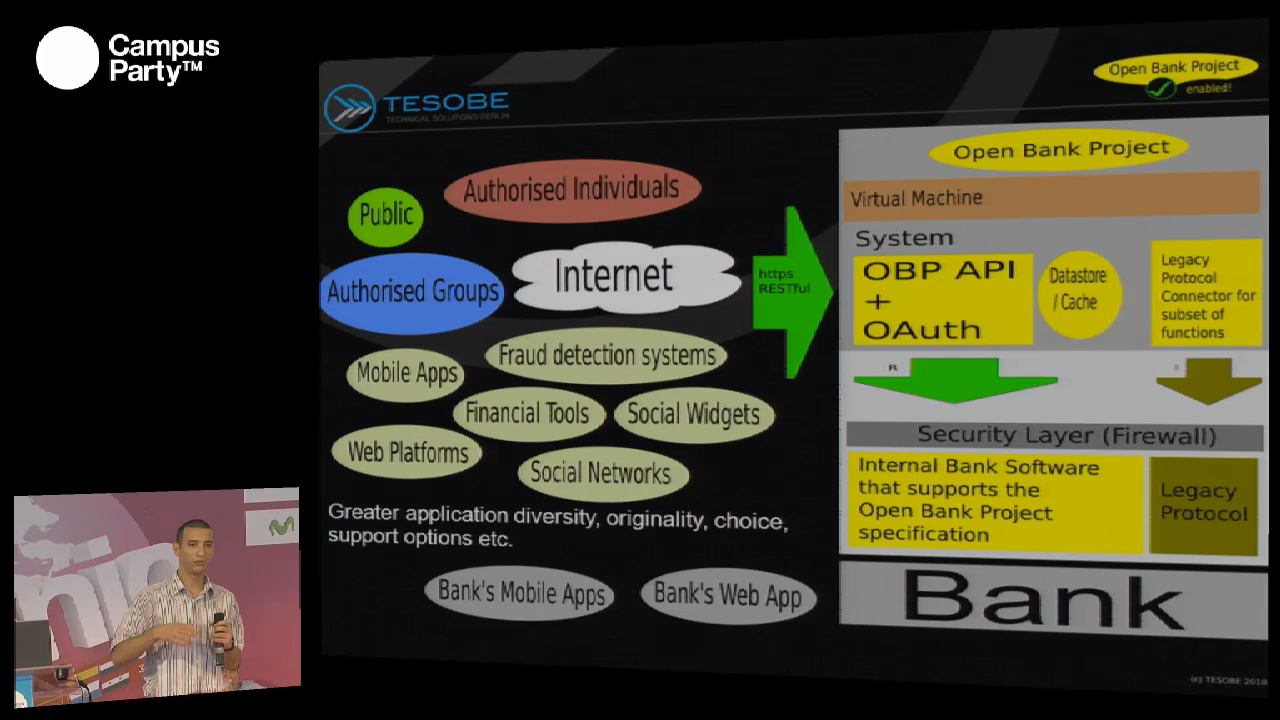 Campus
Party™
TESOBE
TECHNICAL SOLUTIONS BERLIN
Open Bank Project
enabled!
Public
Authorised Individuals
Authorised Groups
Internet
https
RESTful
Mobile Apps
Fraud detection systems
Financial Tools
Social Widgets
Web Platforms
Social Networks
Greater application diversity, originality, choice,
support options etc.
Bank's Mobile Apps
Bank's Web App
Open Bank Project
Virtual Machine
System
OBP API
+
OAuth
Datastore
/ Cache
Legacy
Protocol
Connector for
subset of
functions
R
Security Layer (Firewall)
Internal Bank Software
that supports the
Open Bank Project
specification
Legacy
Protocol
Bank
(c) TESOBE 2010